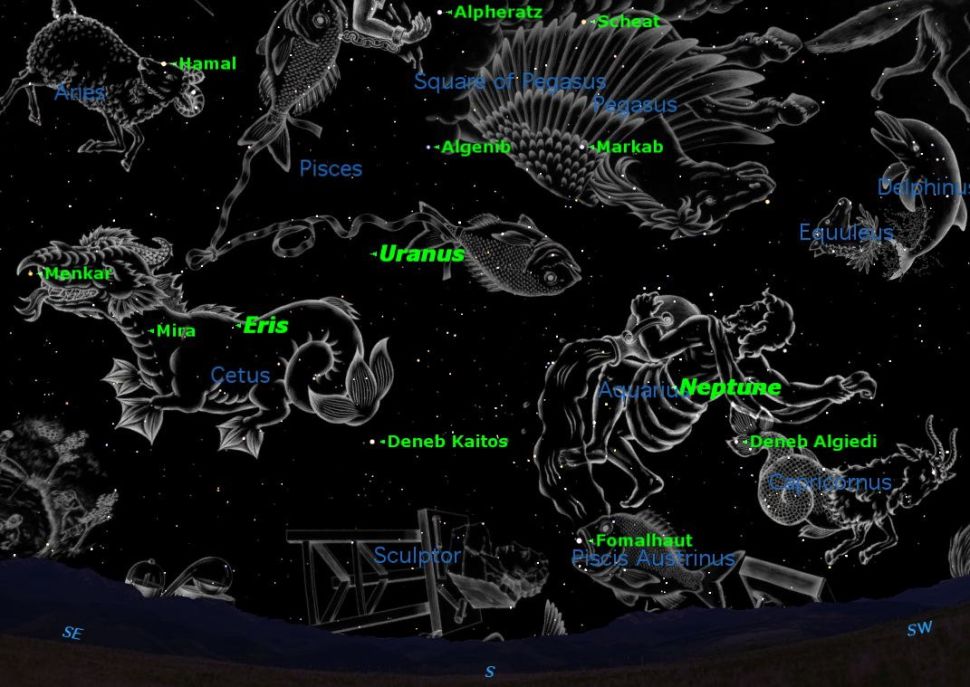 Alpheratz
Scheat
Hamal
Square of Pegasus
Aries
Pegasus
Algenib
Markab
Pisces
Delphinus
Equuleus
Uranus
Menkar
Eris
Mira
Cetus
Aquarius
Neptune
Deneb Kaitos
Deneb Algiedi
Capricornus
Fomalhaut
Sculptor
Piscis Austrinus
SE
SW
S